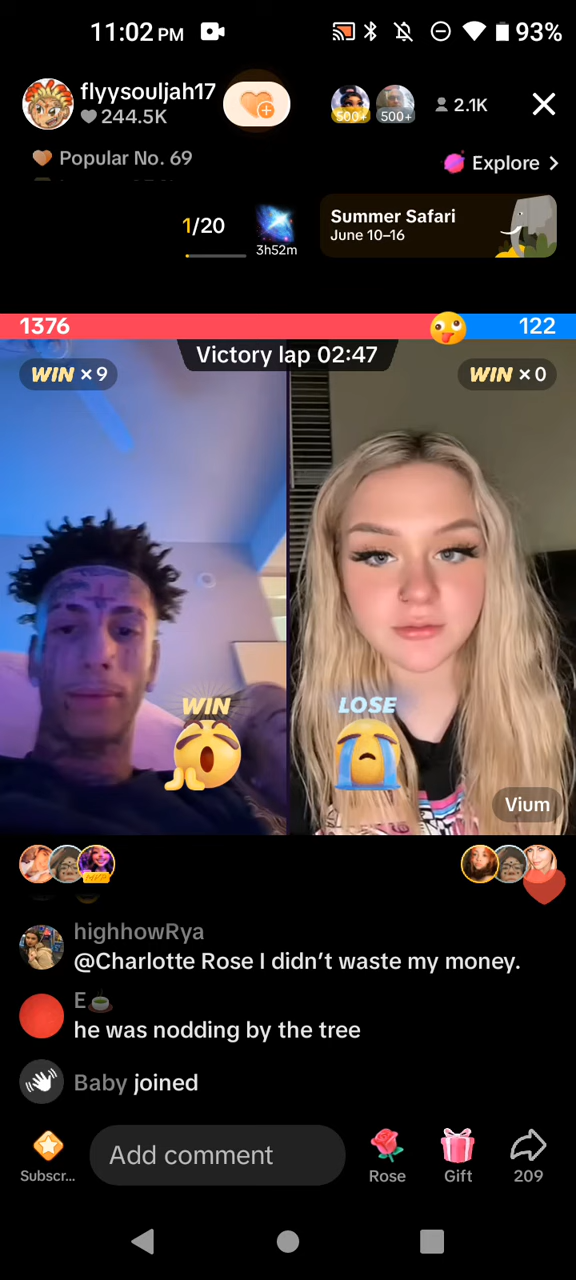 11:02 PM
93%
flyysouljah17
244.5K
500+
500+
2.1K
Popular No. 69
Explore >
1/20
3h52m
Summer Safari
June 10–16
1376
122
Victory lap 02:47
WIN × 9
WIN × 0
WIN
LOSE
Vium
highhowRya
@Charlotte Rose I didn't waste my money.
E🍵
he was nodding by the tree
Baby joined
Add comment
Subscr...
Rose
Gift
209